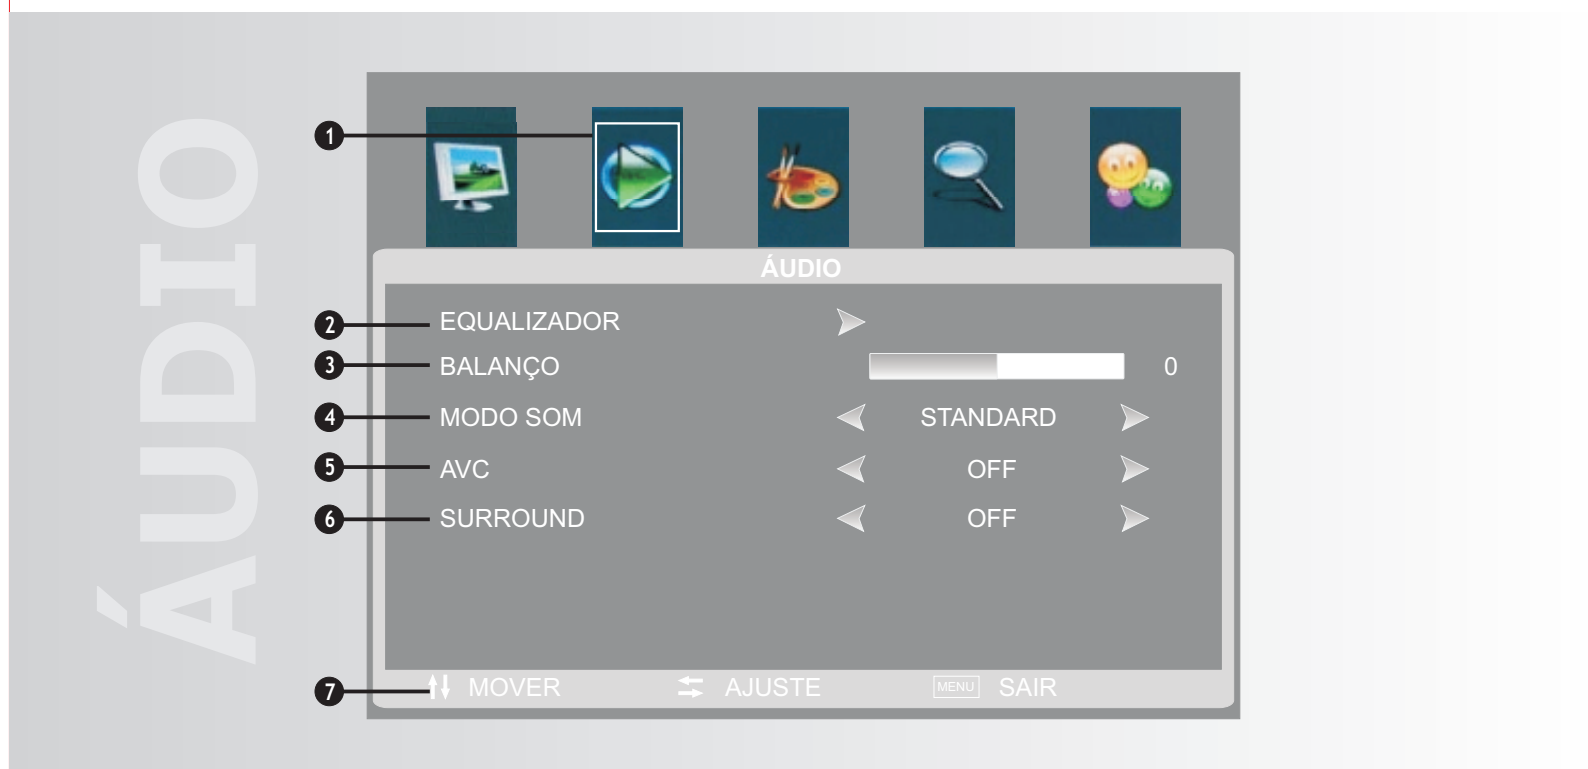 ÁUDIO
1
ÁUDIO
2 EQUALIZADOR
3 BALANÇO 0
4 MODO SOM STANDARD
5 AVC OFF
6 SURROUND OFF
7 MOVER AJUSTE MENU SAIR